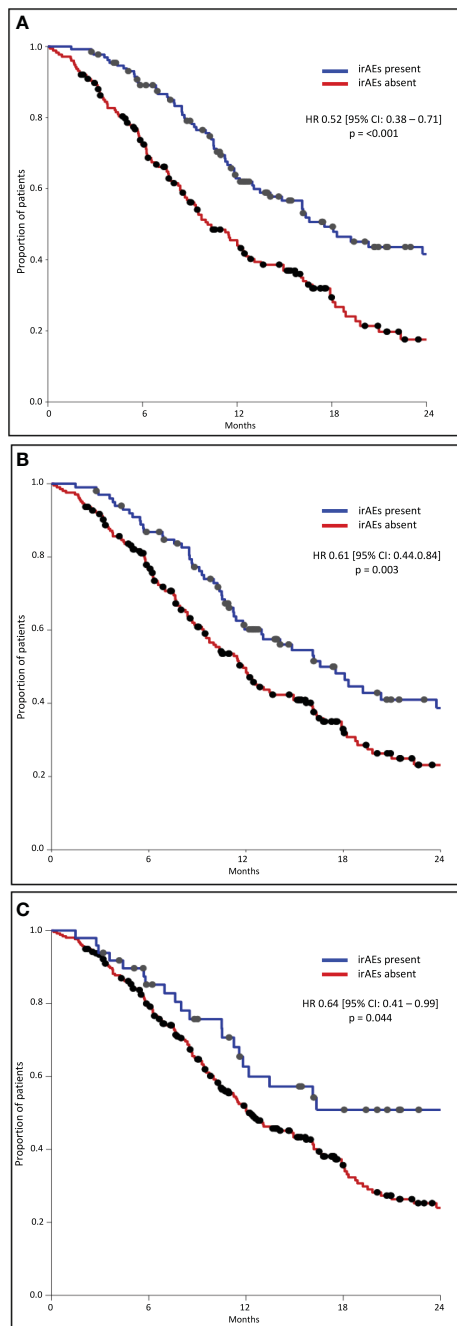 A
1.0
0.8
0.6
0.4
0.2
0.0
Proportion of patients
irAEs present
irAEs absent
HR 0.52 [95% CI: 0.38 – 0.71]
p = <0.001
0 6 12 18 24
Months
B
1.0
0.8
0.6
0.4
0.2
0.0
Proportion of patients
irAEs present
irAEs absent
HR 0.61 [95% CI: 0.44.0.84]
p = 0.003
0 6 12 18 24
Months
C
1.0
0.8
0.6
0.4
0.2
0.0
Proportion of patients
irAEs present
irAEs absent
HR 0.64 [95% CI: 0.41 – 0.99]
p = 0.044
0 6 12 18 24
Months